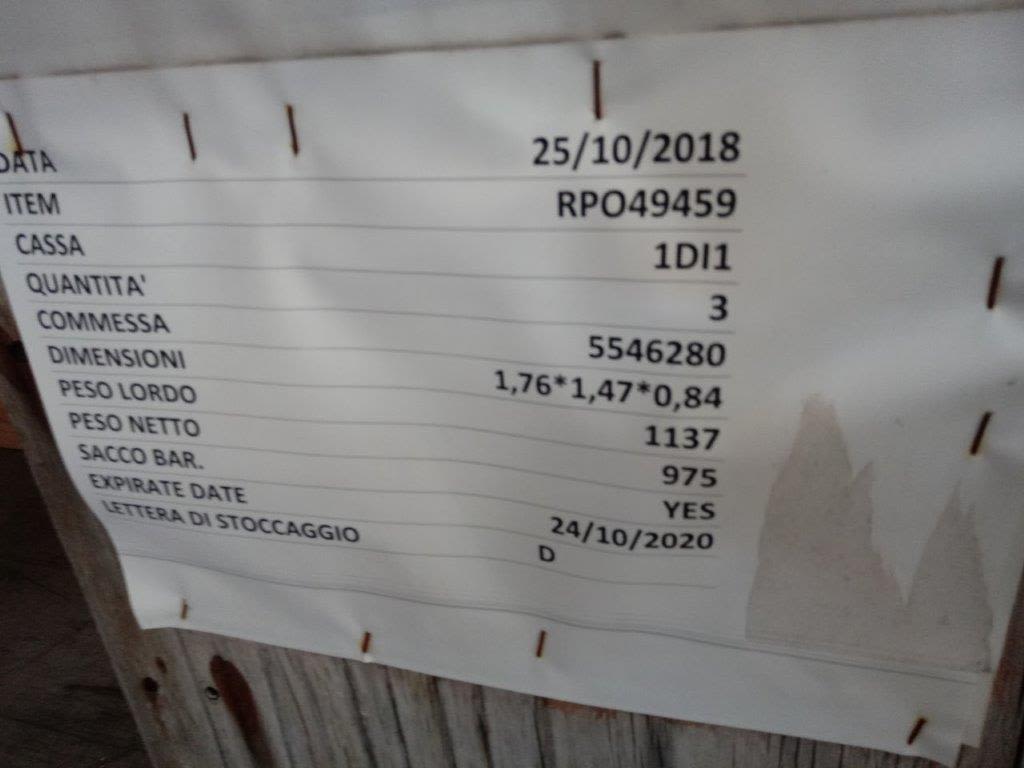 DATA 25/10/2018
ITEM RPO49459
CASSA 1DI1
QUANTITA' 3
COMMESSA 5546280
DIMENSIONI 1,76*1,47*0,84
PESO LORDO 1137
PESO NETTO 975
SACCO BAR. YES
EXPIRATE DATE 24/10/2020
LETTERA DI STOCCAGGIO D